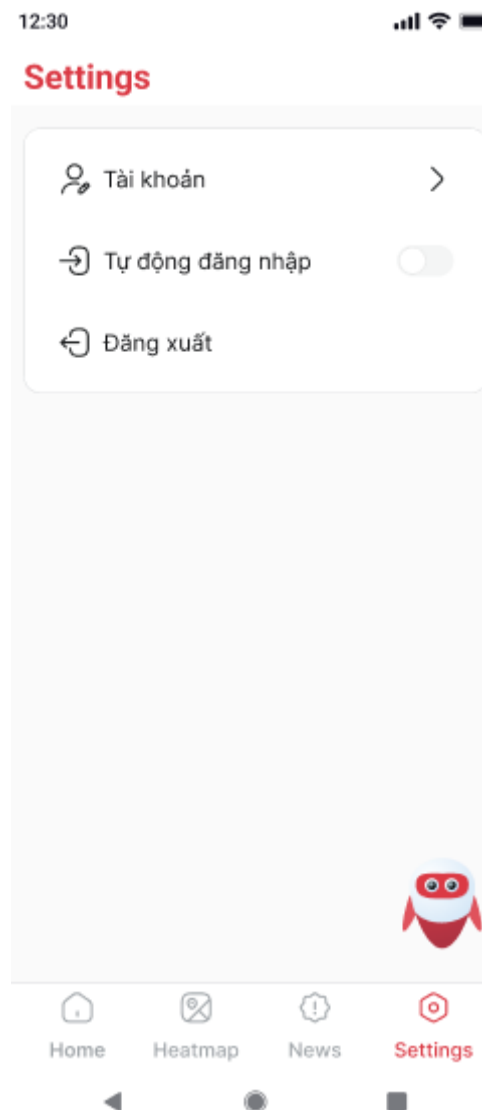 12:30
Settings
Tài khoản
Tự động đăng nhập
Đăng xuất
Home
Heatmap
News
Settings